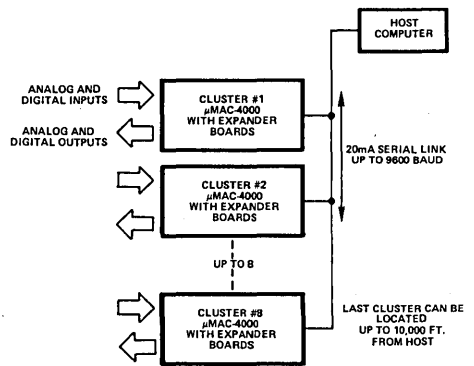 HOST
COMPUTER
ANALOG AND
DIGITAL INPUTS
ANALOG AND
DIGITAL OUTPUTS
CLUSTER #1
μMAC-4000
WITH EXPANDER
BOARDS
20mA SERIAL LINK
UP TO 9600 BAUD
CLUSTER #2
μMAC-4000
WITH EXPANDER
BOARDS
UP TO 8
CLUSTER #8
μMAC-4000
WITH EXPANDER
BOARDS
LAST CLUSTER CAN BE
LOCATED
UP TO 10,000 FT.
FROM HOST